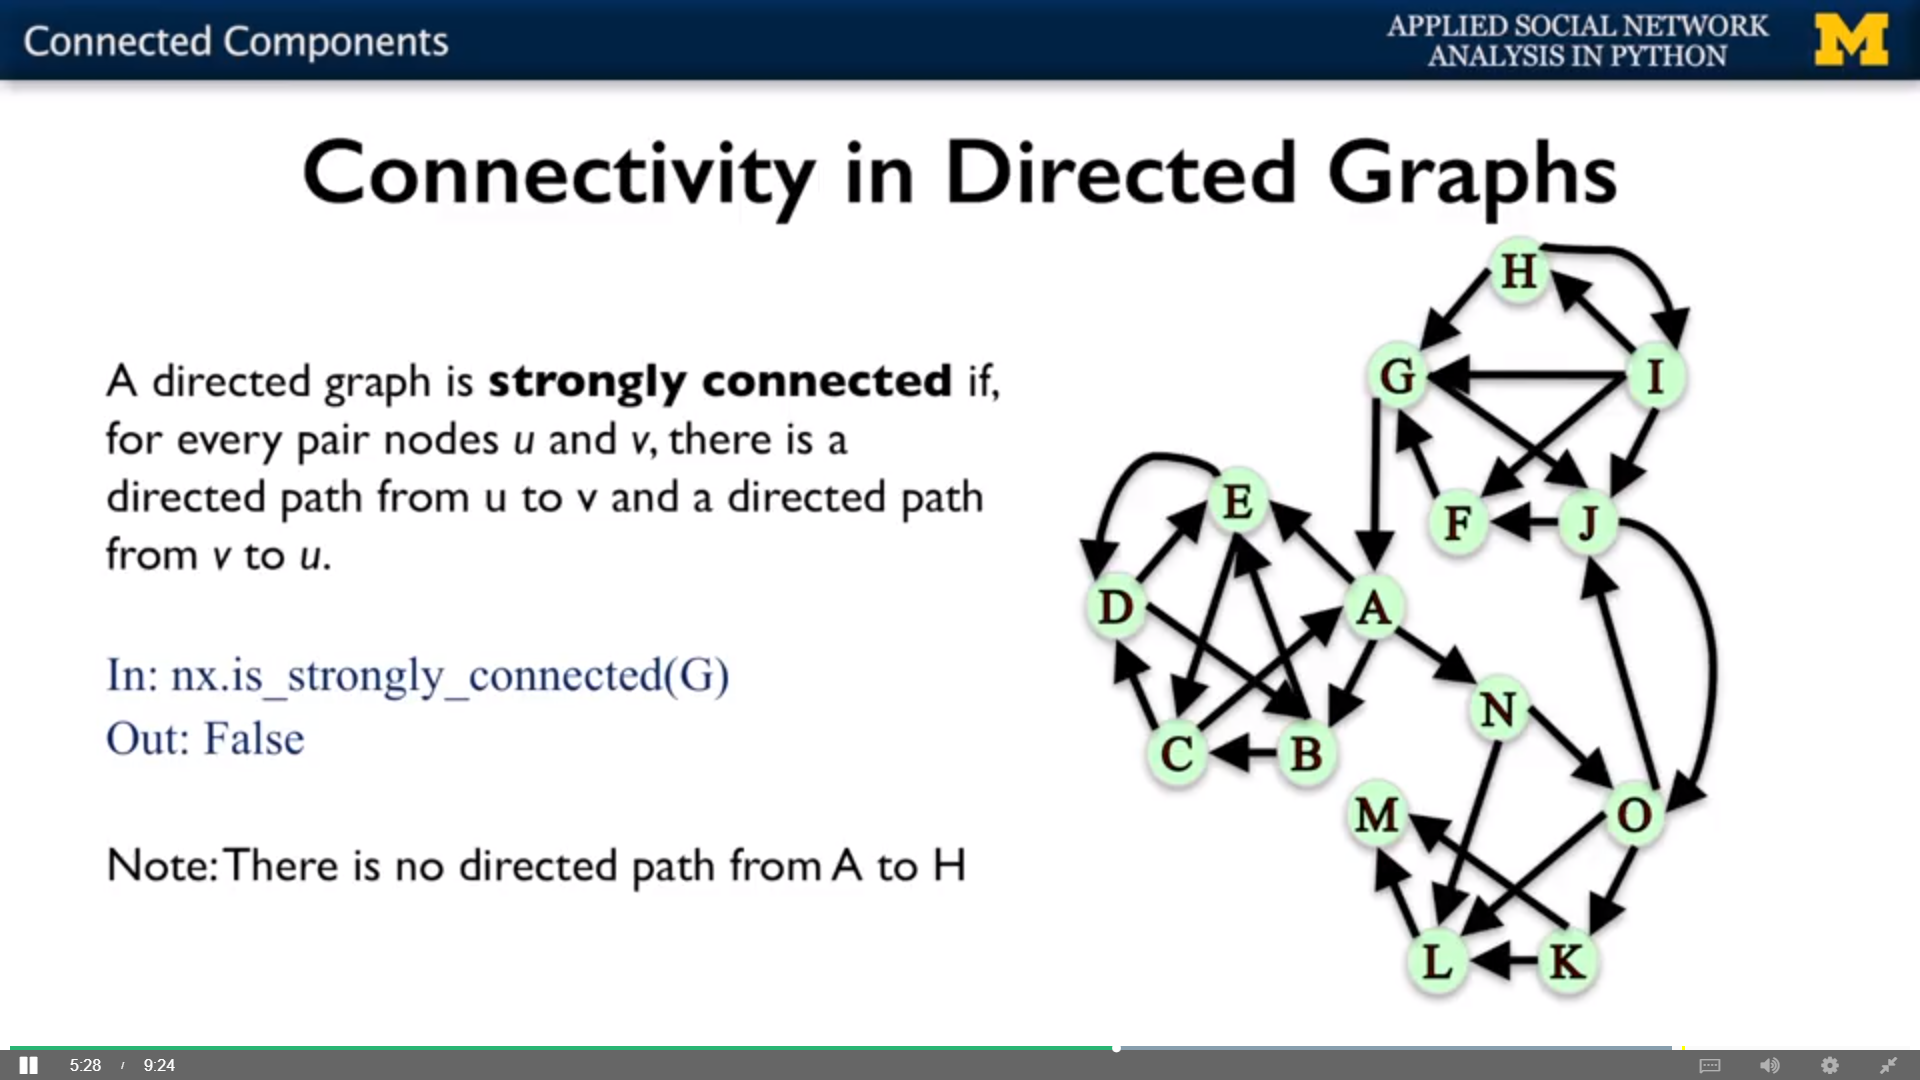 Connected Components
APPLIED SOCIAL NETWORK
ANALYSIS IN PYTHON
M
Connectivity in Directed Graphs
A directed graph is strongly connected if,
for every pair nodes u and v, there is a
directed path from u to v and a directed path
from v to u.
In: nx.is_strongly_connected(G)
Out: False
Note: There is no directed path from A to H
H
G
I
E
F
J
D
A
N
C
B
M
O
L
K
5:28 / 9:24